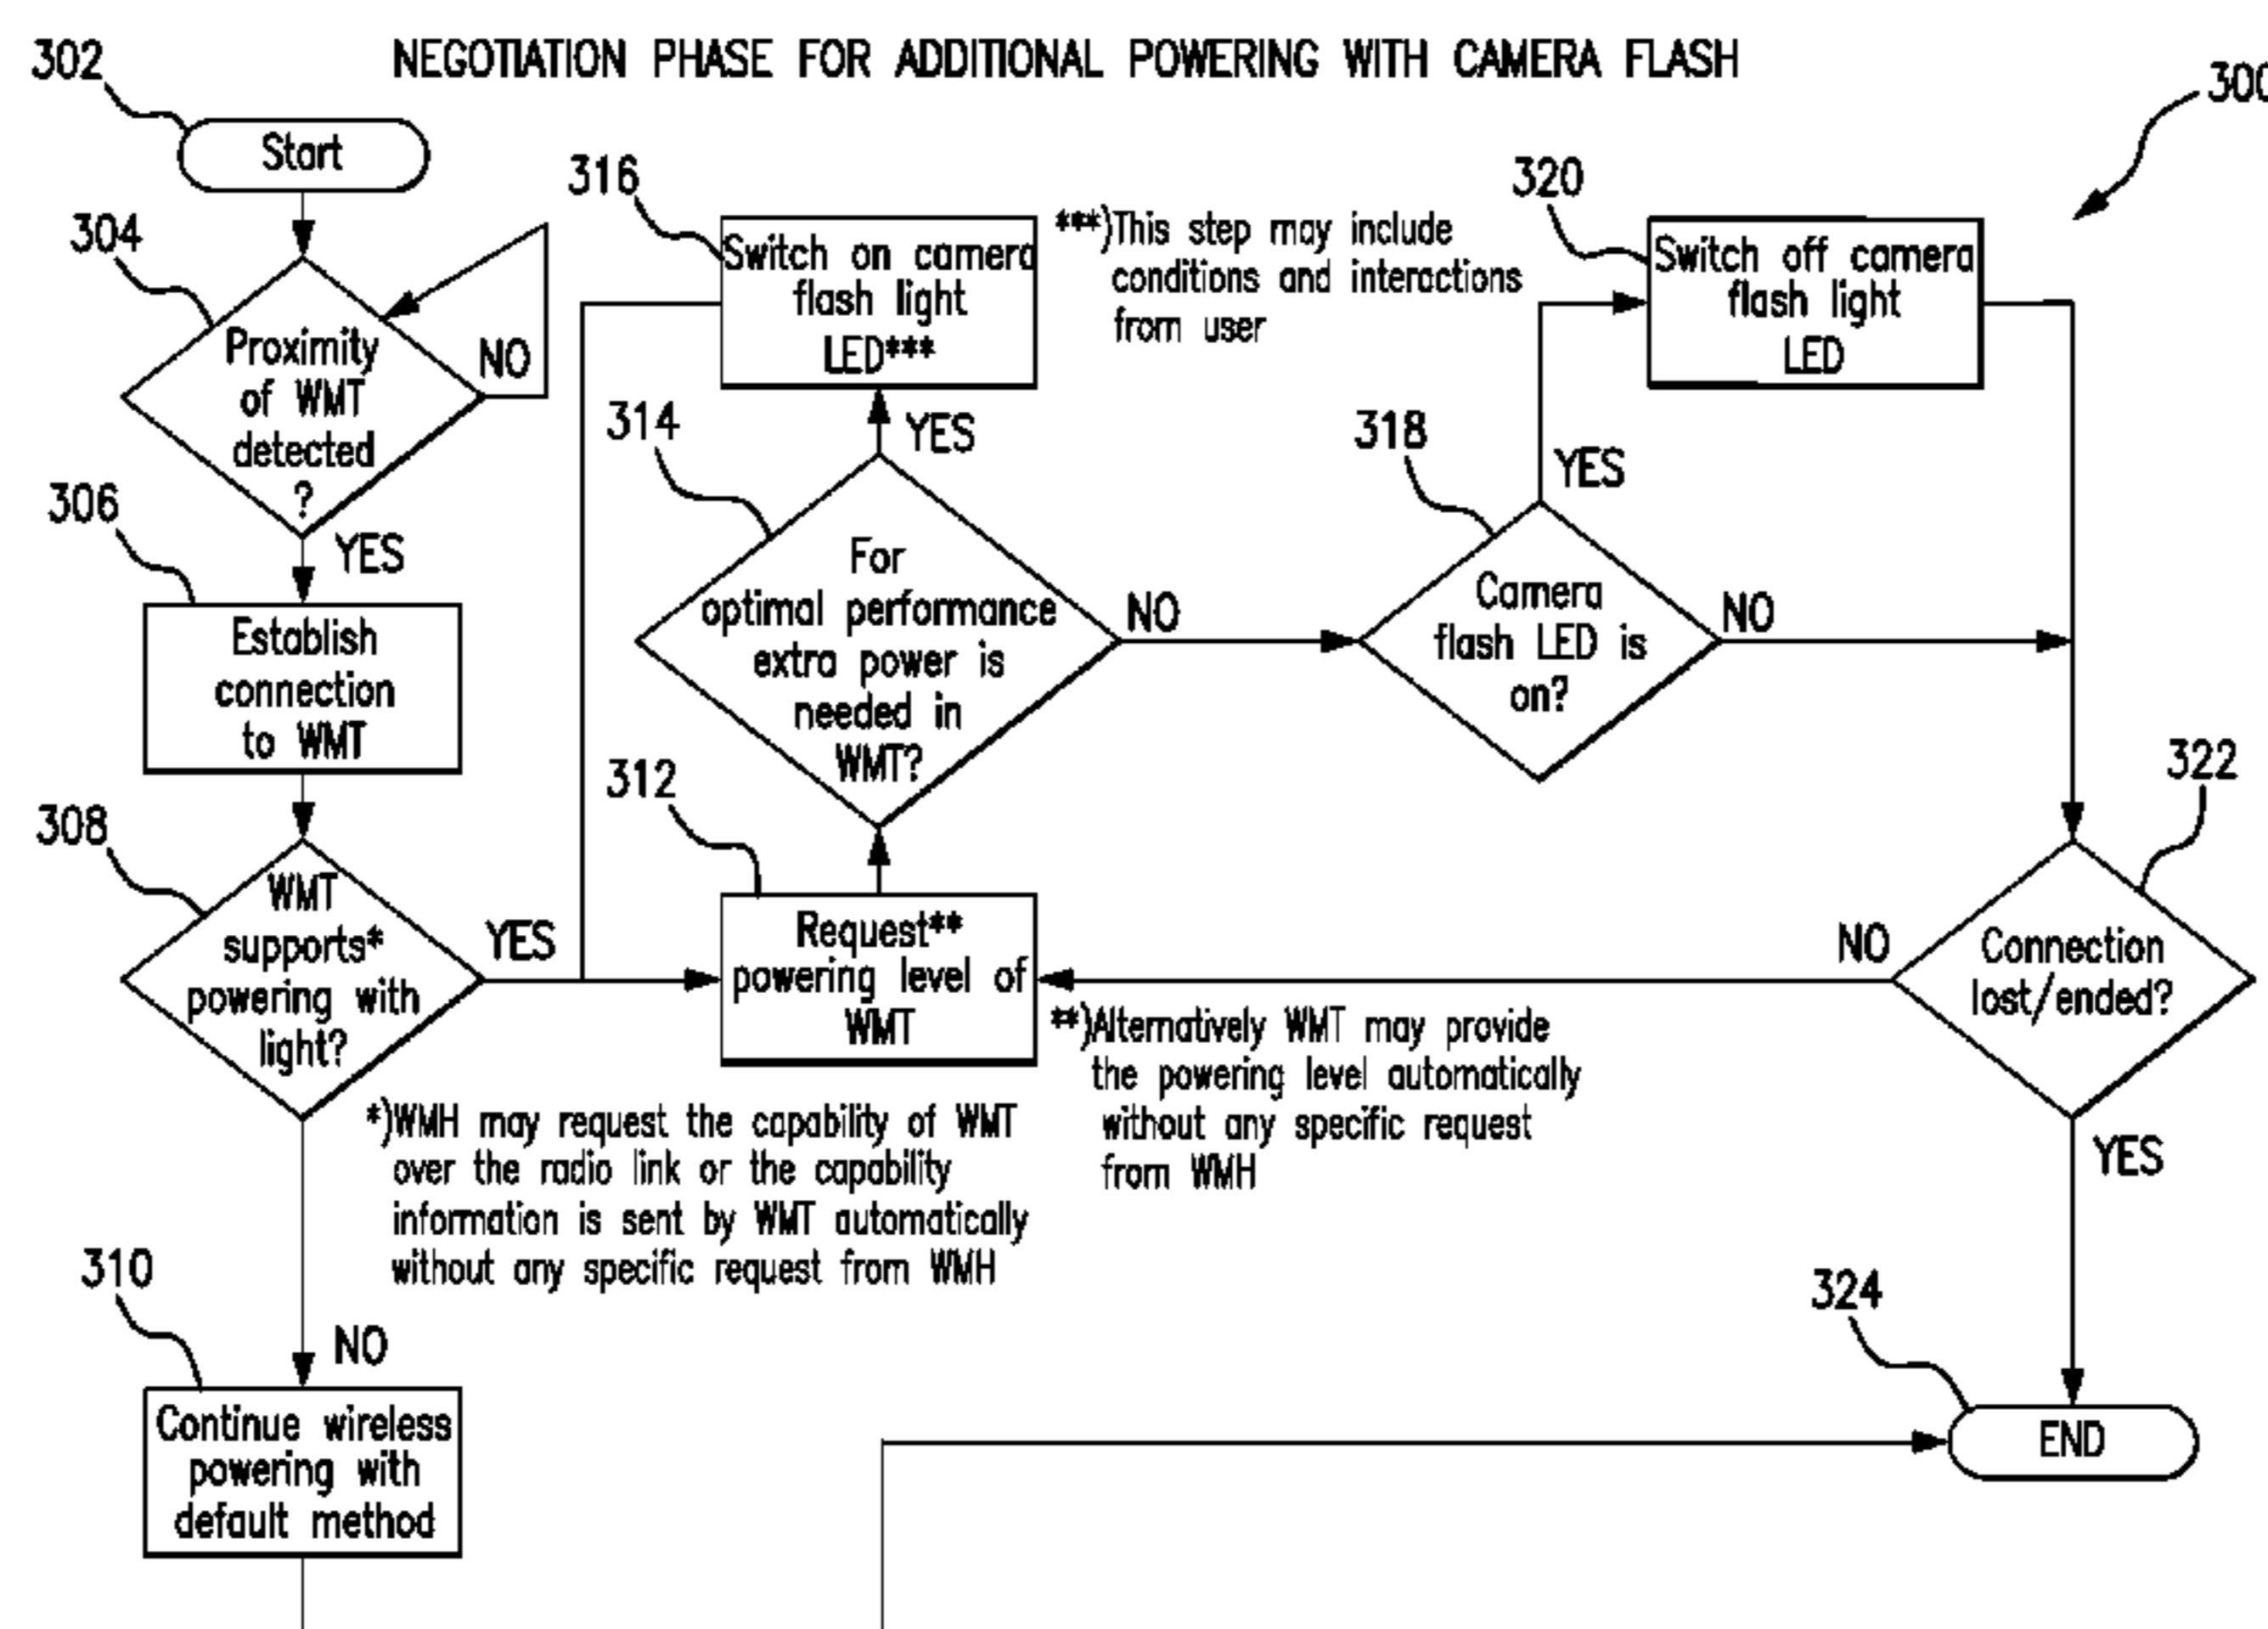 NEGOTIATION PHASE FOR ADDITIONAL POWERING WITH CAMERA FLASH
300
302
Start
304
Proximity
of WMT
detected
?
NO
YES
306
Establish
connection
to WMT
308
WMT
supports*
powering with
light?
YES
*)WMH may request the capability of WMT
over the radio link or the capability
information is sent by WMT automatically
without any specific request from WMH
NO
310
Continue wireless
powering with
default method
312
Request**
powering level of
WMT
**)Alternatively WMT may provide
the powering level automatically
without any specific request
from WMH
314
For
optimal performance
extra power is
needed in
WMT?
YES
NO
316
Switch on camera
flash light
LED***
***)This step may include
conditions and interactions
from user
318
Camera
flash LED is
on?
YES
NO
320
Switch off camera
flash light
LED
322
Connection
lost/ended?
NO
YES
324
END